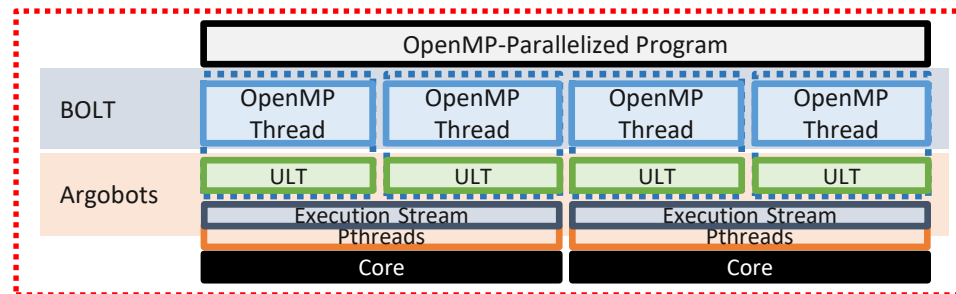 OpenMP-Parallelized Program
BOLT
OpenMP Thread
OpenMP Thread
OpenMP Thread
OpenMP Thread
Argobots
ULT
ULT
ULT
ULT
Execution Stream
Execution Stream
Pthreads
Pthreads
Core
Core